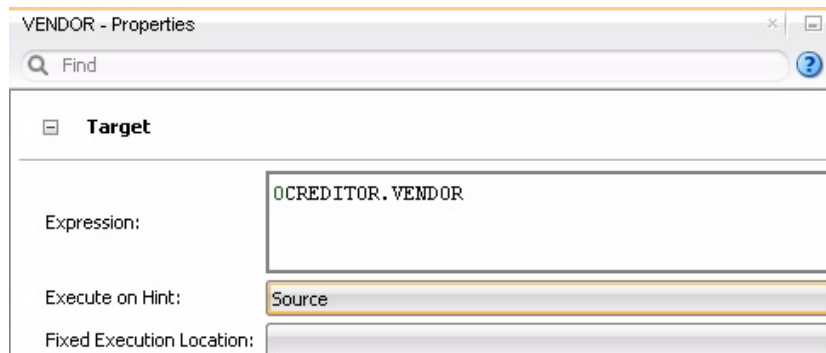 VENDOR - Properties
Find
?
Target
Expression:
0CREDITOR.VENDOR
Execute on Hint:
Source
Fixed Execution Location: